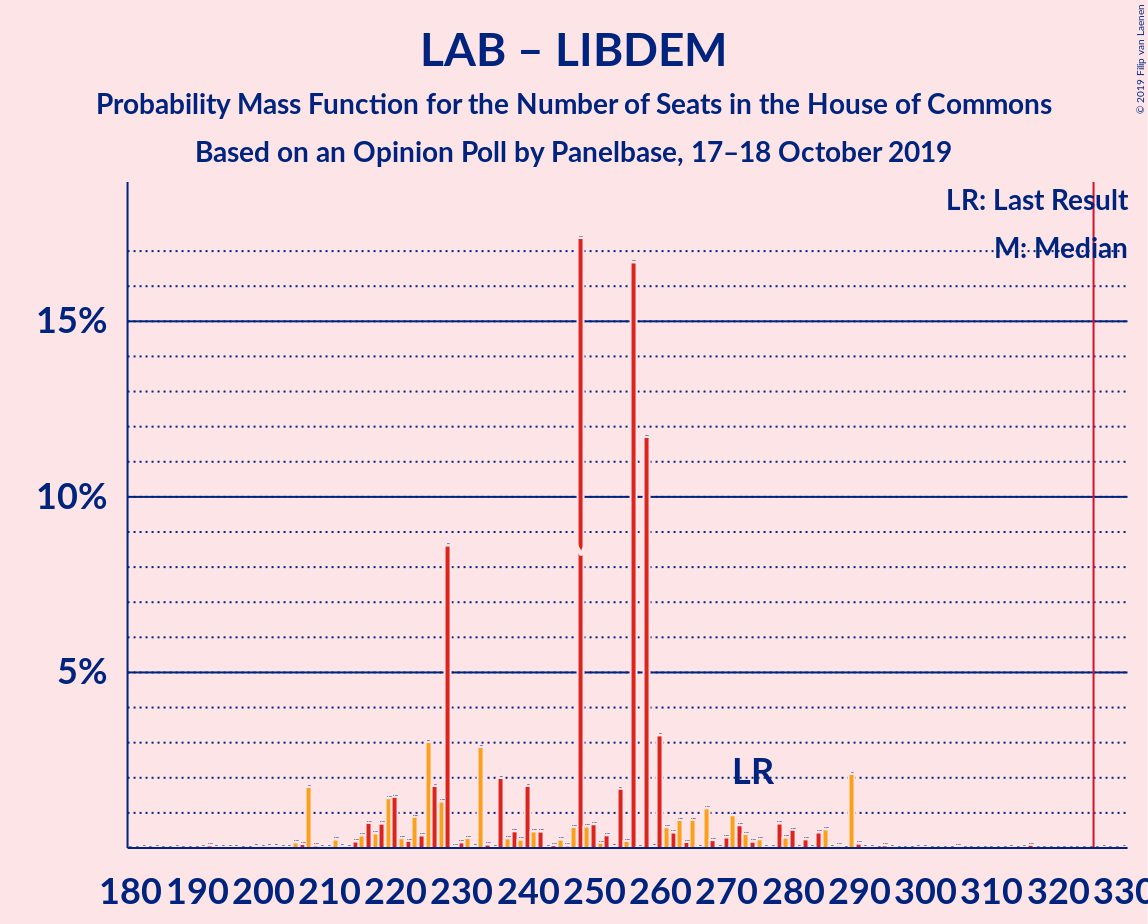 LAB – LIBDEM
Probability Mass Function for the Number of Seats in the House of Commons
Based on an Opinion Poll by Panelbase, 17–18 October 2019
© 2019 Filip van Laenen
LR: Last Result
M: Median
15%
10%
5%
LR
180 190 200 210 220 230 240 250 260 270 280 290 300 310 320 330